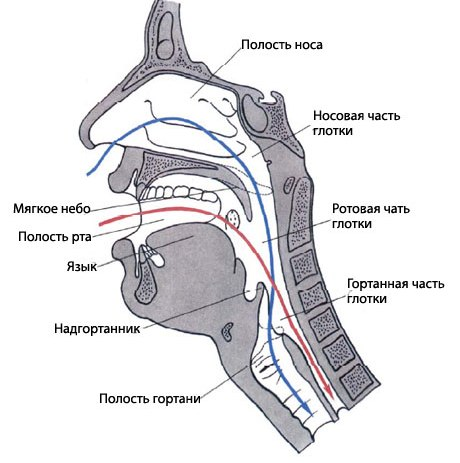 Полость носа
Носовая часть
глотки
Мягкое небо
Полость рта
Язык
Ротовая чать
глотки
Гортанная часть
глотки
Надгортанник
Полость гортани